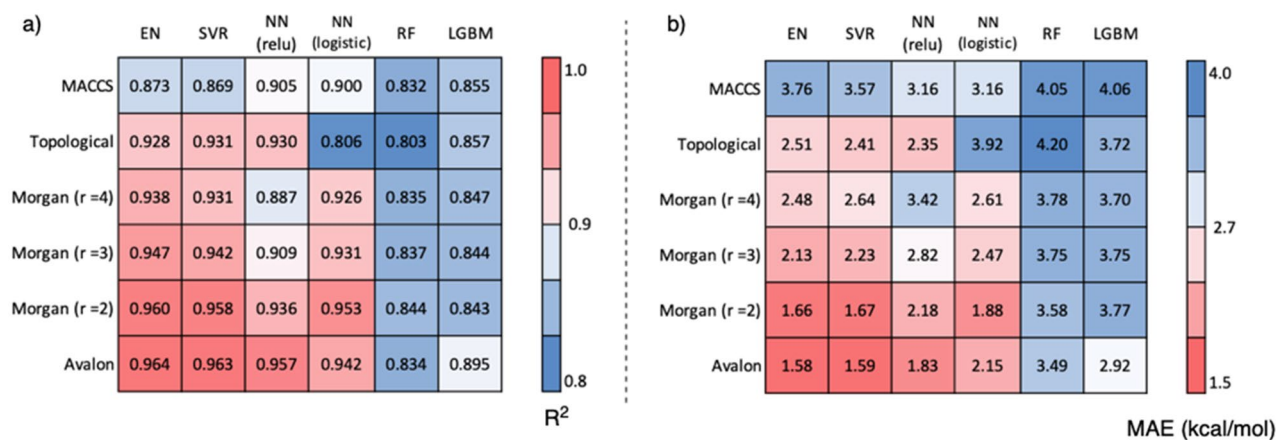 a)
EN SVR NN (relu) NN (logistic) RF LGBM
MACCS 0.873 0.869 0.905 0.900 0.832 0.855
Topological 0.928 0.931 0.930 0.806 0.803 0.857
Morgan (r =4) 0.938 0.931 0.887 0.926 0.835 0.847
Morgan (r =3) 0.947 0.942 0.909 0.931 0.837 0.844
Morgan (r =2) 0.960 0.958 0.936 0.953 0.844 0.843
Avalon 0.964 0.963 0.957 0.942 0.834 0.895
1.0
0.9
0.8
R²
b)
EN SVR NN (relu) NN (logistic) RF LGBM
MACCS 3.76 3.57 3.16 3.16 4.05 4.06
Topological 2.51 2.41 2.35 3.92 4.20 3.72
Morgan (r =4) 2.48 2.64 3.42 2.61 3.78 3.70
Morgan (r =3) 2.13 2.23 2.82 2.47 3.75 3.75
Morgan (r =2) 1.66 1.67 2.18 1.88 3.58 3.77
Avalon 1.58 1.59 1.83 2.15 3.49 2.92
4.0
2.7
1.5
MAE (kcal/mol)